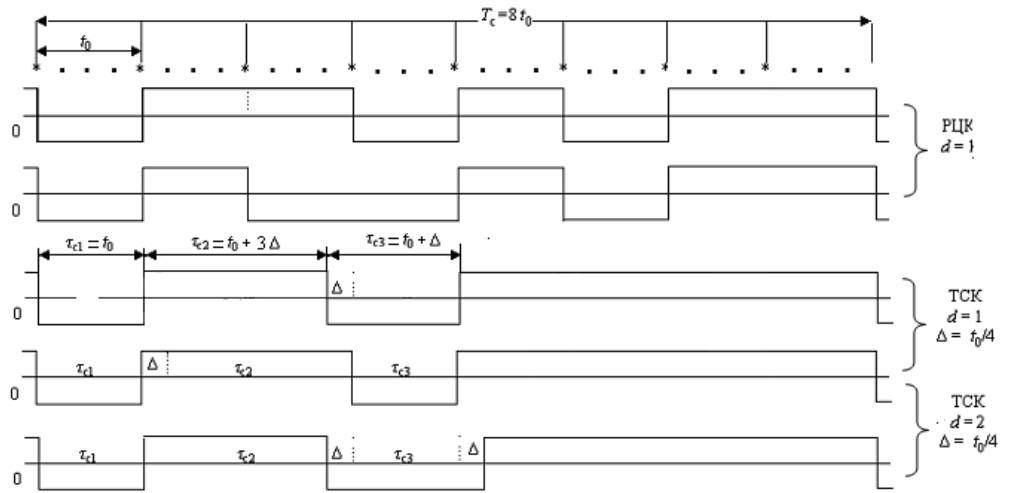 T_c = 8 t_0
t_0
0
РЦК
d = 1
0
τ_c1 = t_0
τ_c2 = t_0 + 3 Δ
τ_c3 = t_0 + Δ
Δ
0
ТСК
d = 1
Δ = t_0/4
τ_c1
Δ
τ_c2
τ_c3
0
ТСК
d = 2
Δ = t_0/4
τ_c1
τ_c2
Δ
τ_c3
Δ
0